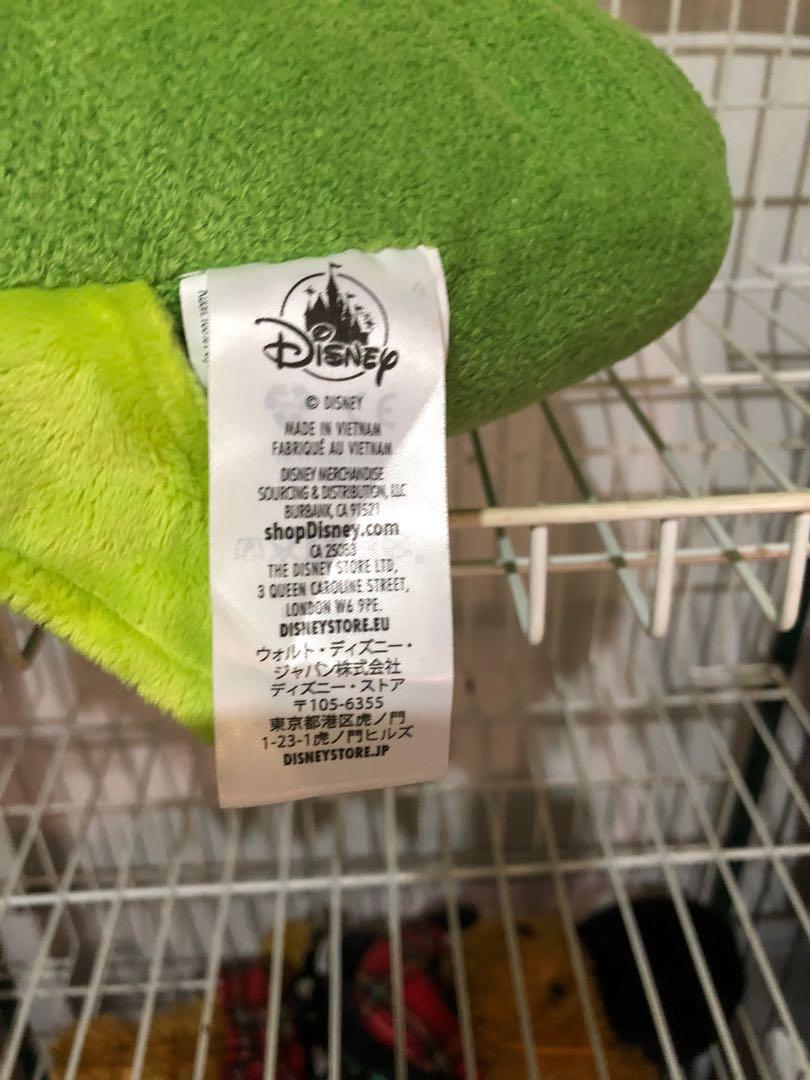 DISNEY
© DISNEY
MADE IN VIETNAM
FABRIQUÉ AU VIETNAM
DISNEY MERCHANDISE
SOURCING & DISTRIBUTION, LLC
BURBANK, CA 91521
shopDisney.com
CA 25083
THE DISNEY STORE LTD,
3 QUEEN CAROLINE STREET,
LONDON W6 9PE.
DISNEYSTORE.EU
ウォルト・ディズニー・
ジャパン株式会社
ディズニー・ストア
〒105-6355
東京都港区虎ノ門
1-23-1虎ノ門ヒルズ
DISNEYSTORE.JP